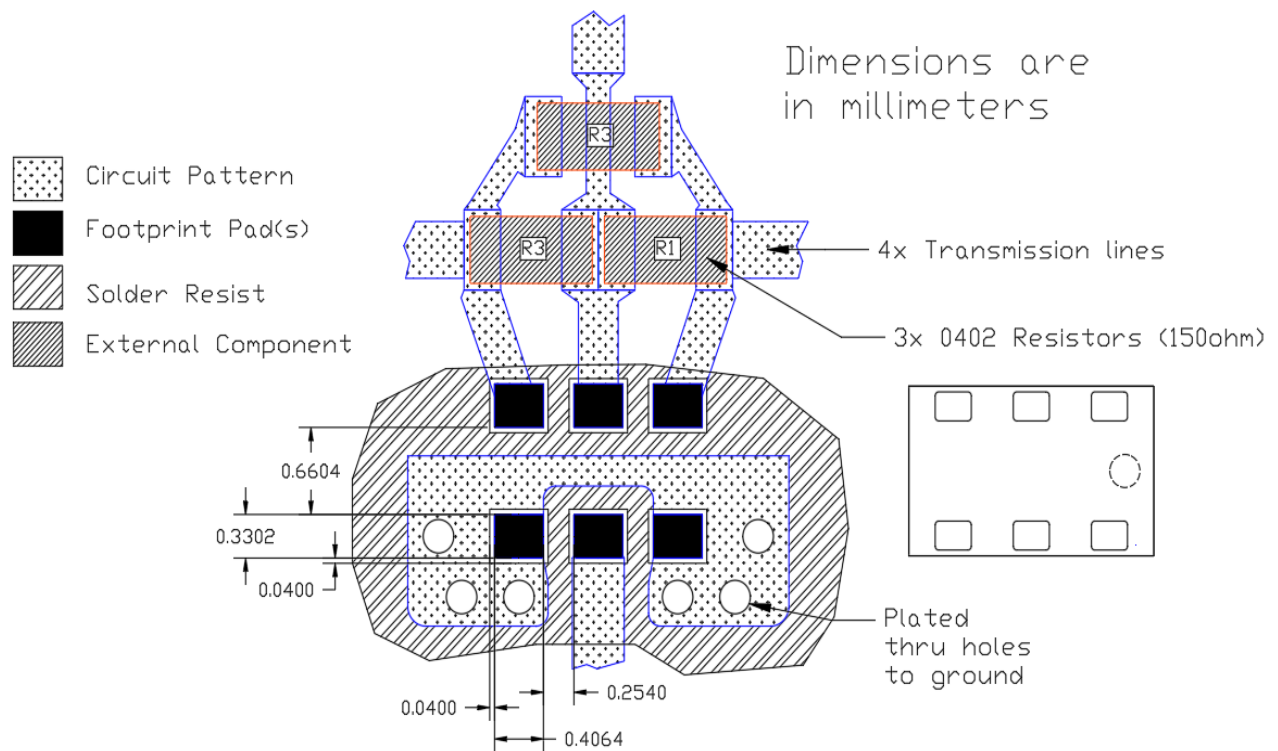 Dimensions are
in millimeters
R3
Circuit Pattern
Footprint Pad(s)
Solder Resist
External Component
R3
R1
4x Transmission lines
3x 0402 Resistors (150ohm)
0.6604
0.3302
0.0400
Plated
thru holes
to ground
0.2540
0.0400
0.4064